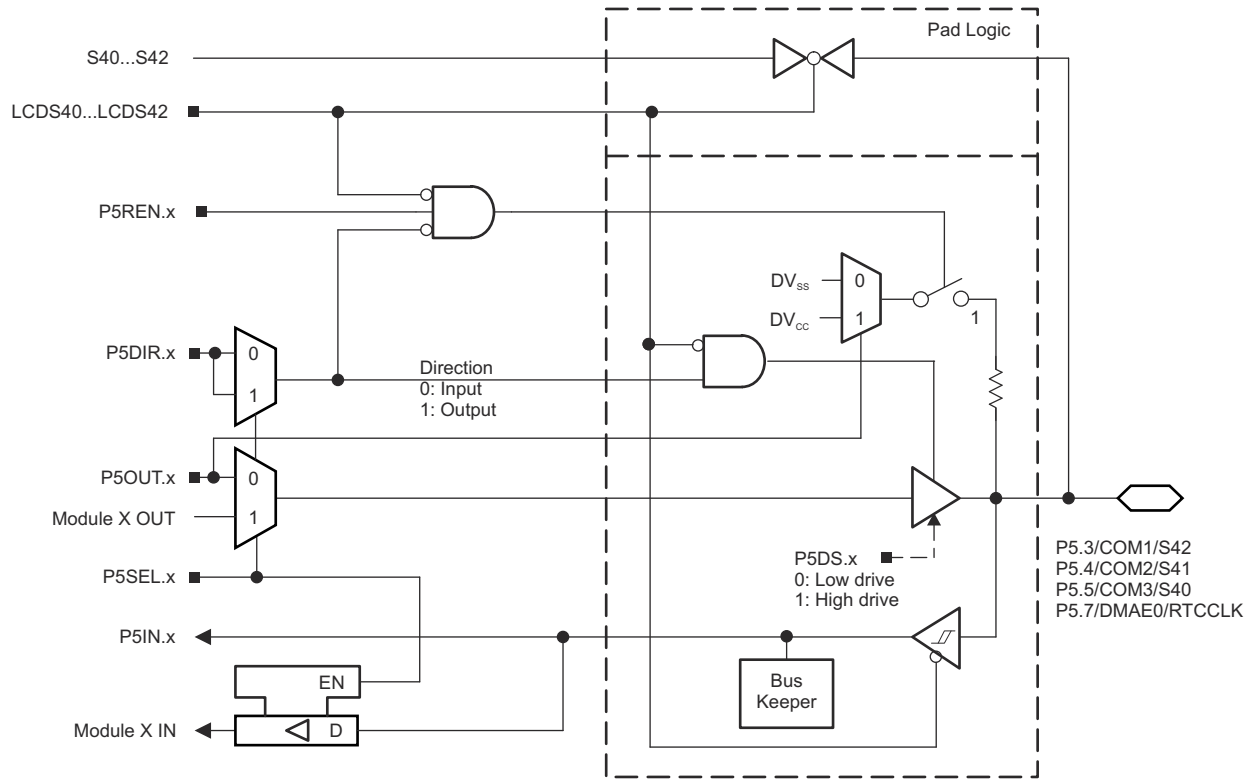 Pad Logic
S40...S42
LCDS40...LCDS42
P5REN.x
DVSS
0
DVCC
1
1
P5DIR.x
0
1
Direction
0: Input
1: Output
P5OUT.x
0
Module X OUT
1
P5DS.x
0: Low drive
1: High drive
P5.3/COM1/S42
P5.4/COM2/S41
P5.5/COM3/S40
P5.7/DMAE0/RTCCLK
P5SEL.x
P5IN.x
EN
Bus
Keeper
Module X IN
D